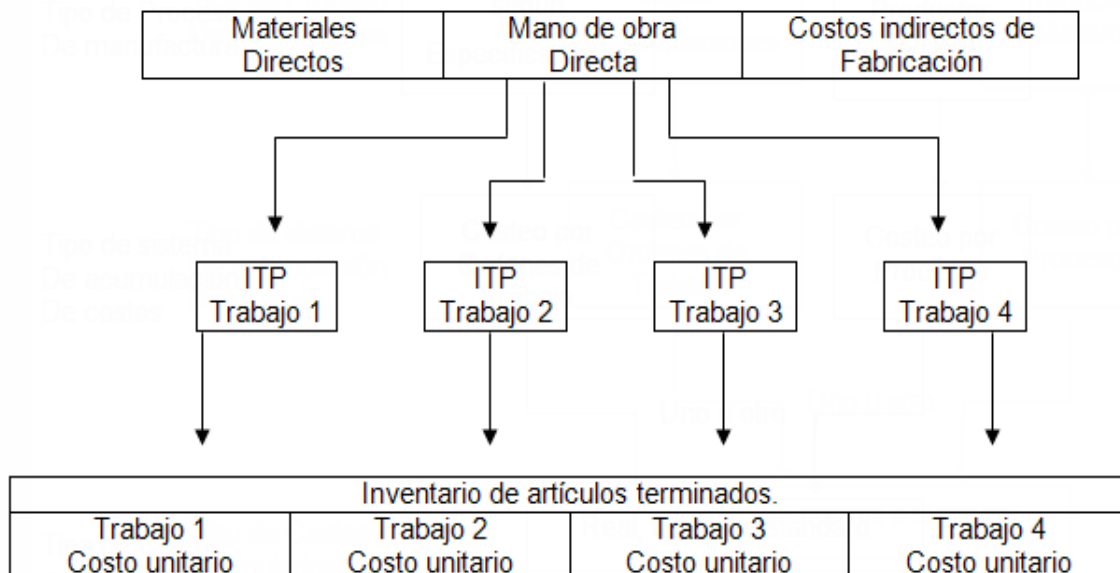 Materiales
Directos
Mano de obra
Directa
Costos indirectos de
Fabricación
ITP
Trabajo 1
ITP
Trabajo 2
ITP
Trabajo 3
ITP
Trabajo 4
Inventario de artículos terminados.
Trabajo 1
Costo unitario
Trabajo 2
Costo unitario
Trabajo 3
Costo unitario
Trabajo 4
Costo unitario